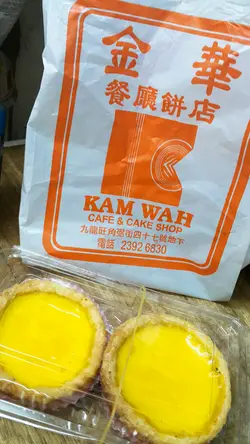 金華
餐廳餅店
KAM WAH
CAFE & CAKE SHOP
九龍旺角弼街四十七號地下
電話 2392 6830